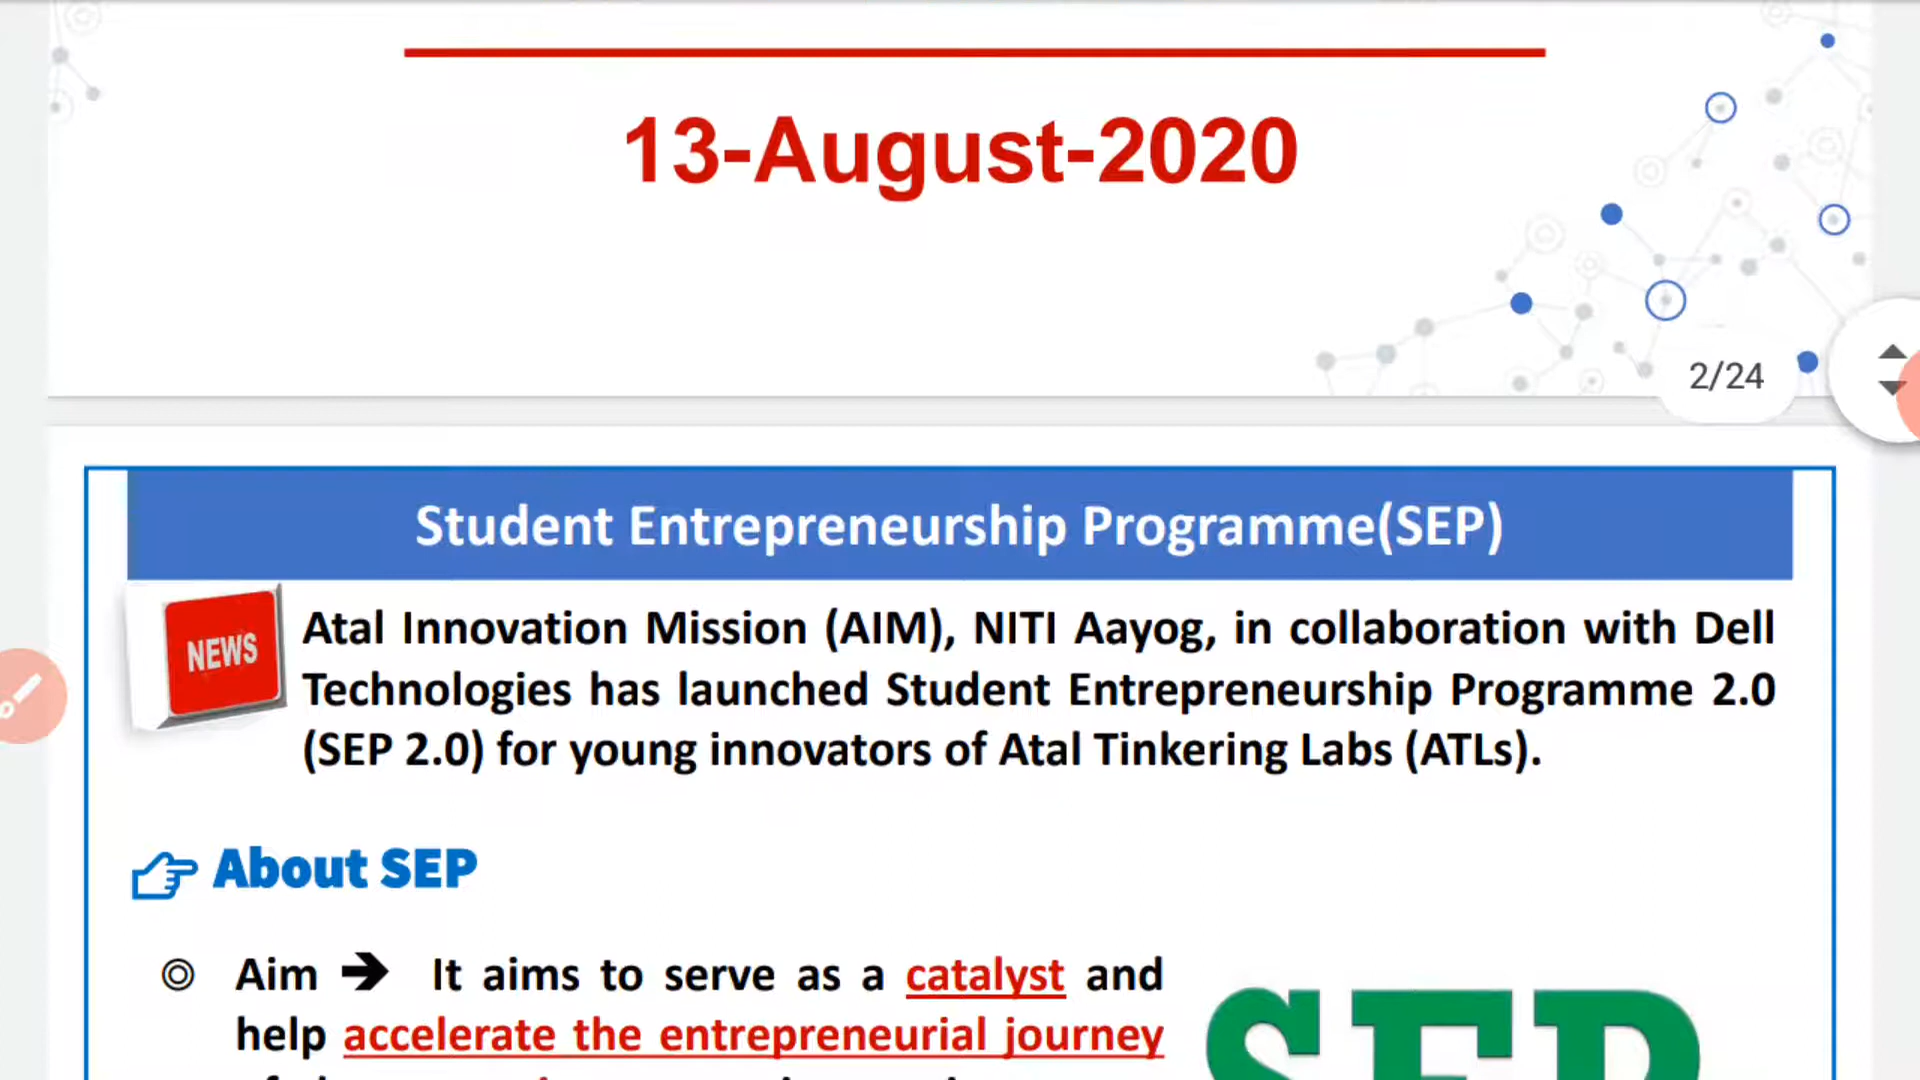 13-August-2020
2/24
Student Entrepreneurship Programme(SEP)
NEWS
Atal Innovation Mission (AIM), NITI Aayog, in collaboration with Dell
Technologies has launched Student Entrepreneurship Programme 2.0
(SEP 2.0) for young innovators of Atal Tinkering Labs (ATLs).
About SEP
Aim ➔ It aims to serve as a catalyst and
help accelerate the entrepreneurial journey
SEP